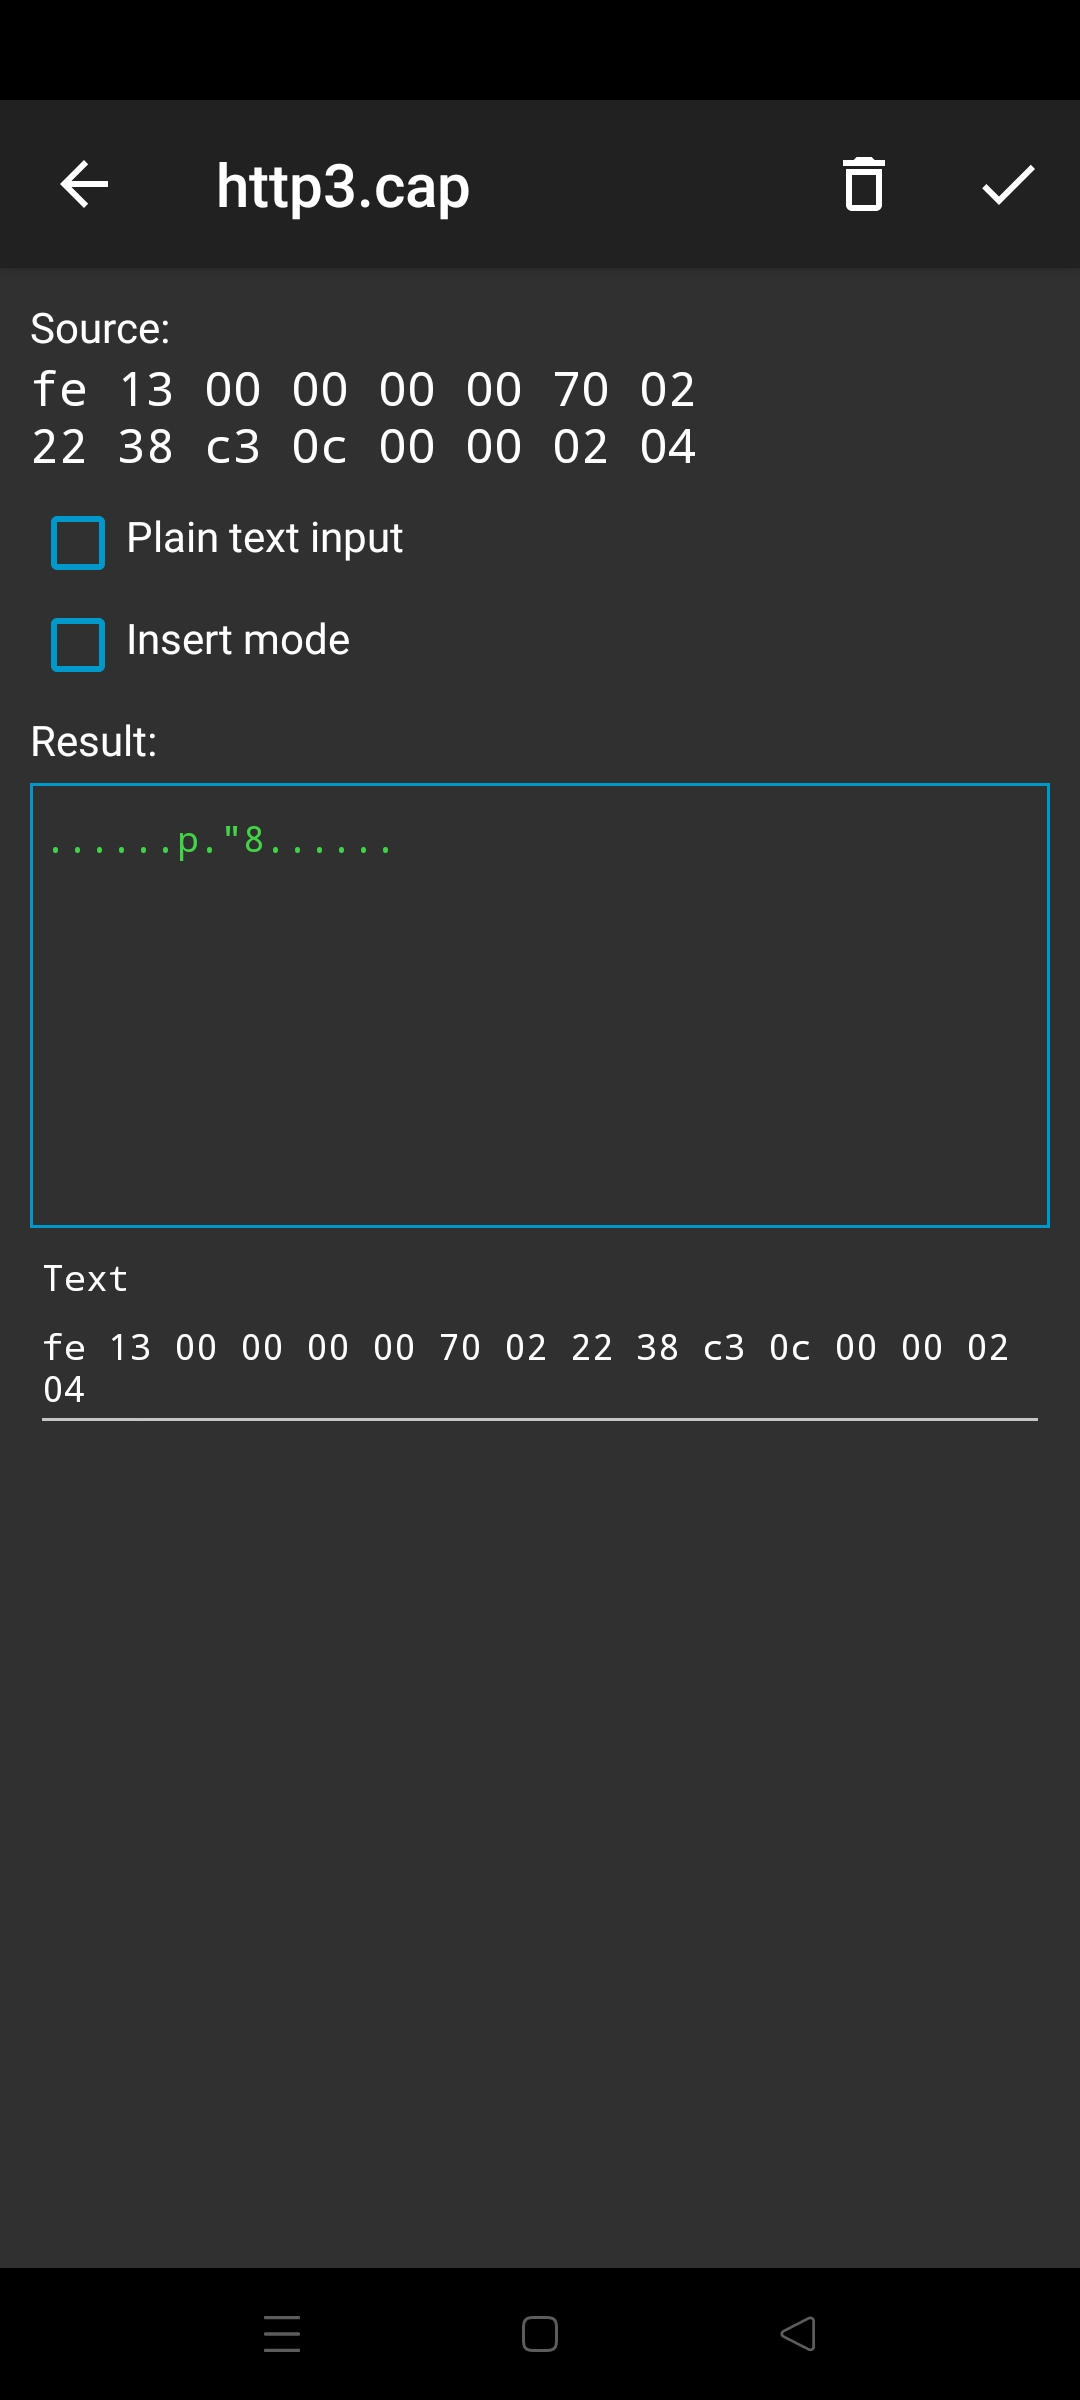 http3.cap
Source:
fe 13 00 00 00 00 70 02
22 38 c3 0c 00 00 02 04
Plain text input
Insert mode
Result:
......p."8......
Text
fe 13 00 00 00 00 70 02 22 38 c3 0c 00 00 02
04